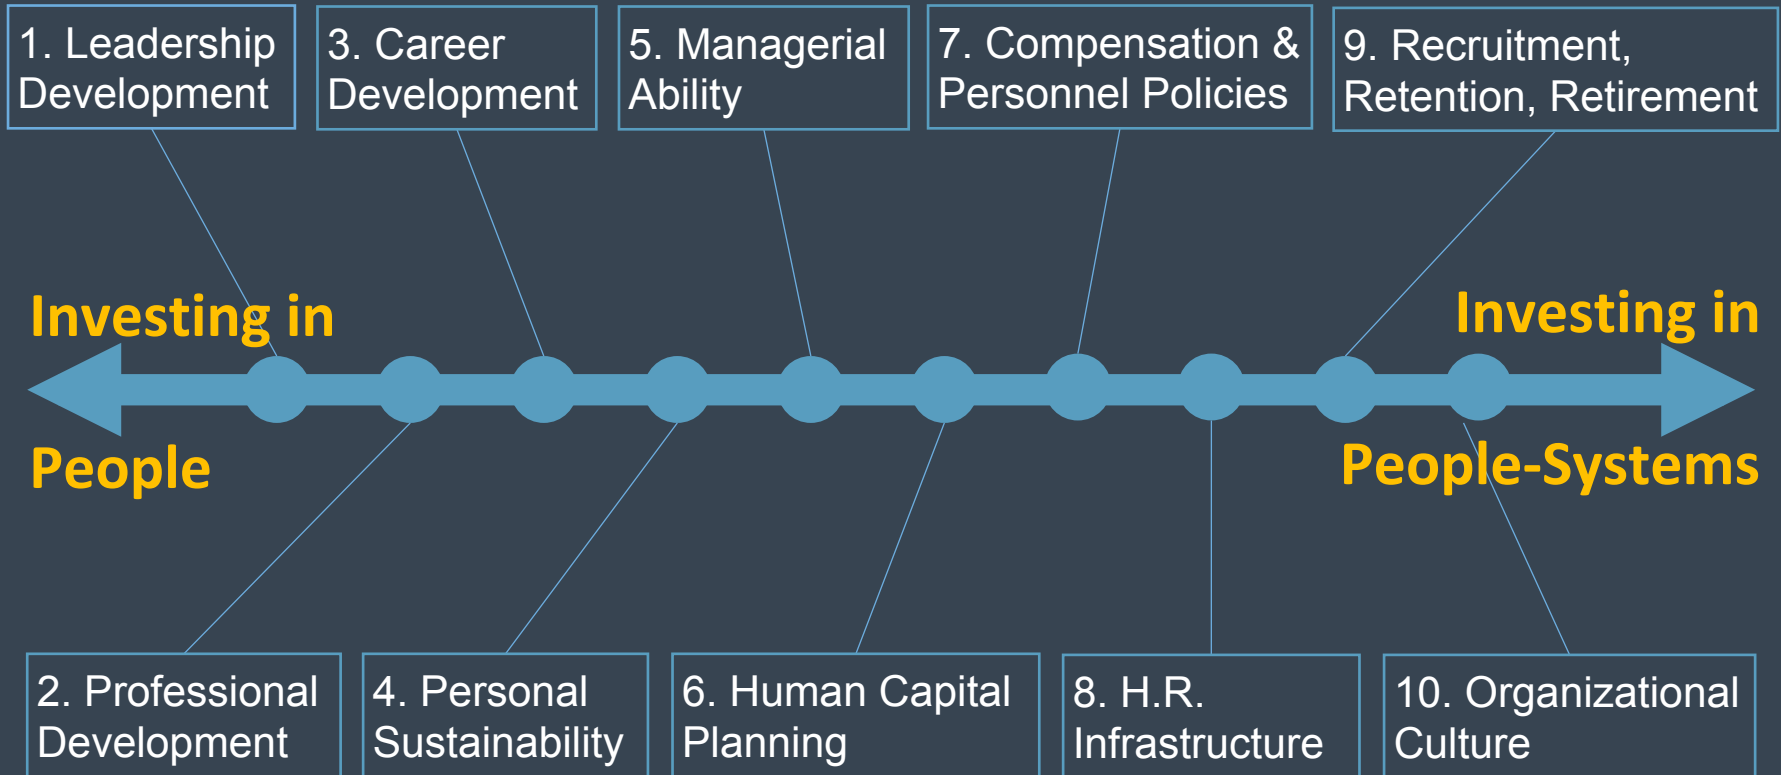 1. Leadership
Development
3. Career
Development
5. Managerial
Ability
7. Compensation &
Personnel Policies
9. Recruitment,
Retention, Retirement
Investing in
People
Investing in
People-Systems
2. Professional
Development
4. Personal
Sustainability
6. Human Capital
Planning
8. H.R.
Infrastructure
10. Organizational
Culture